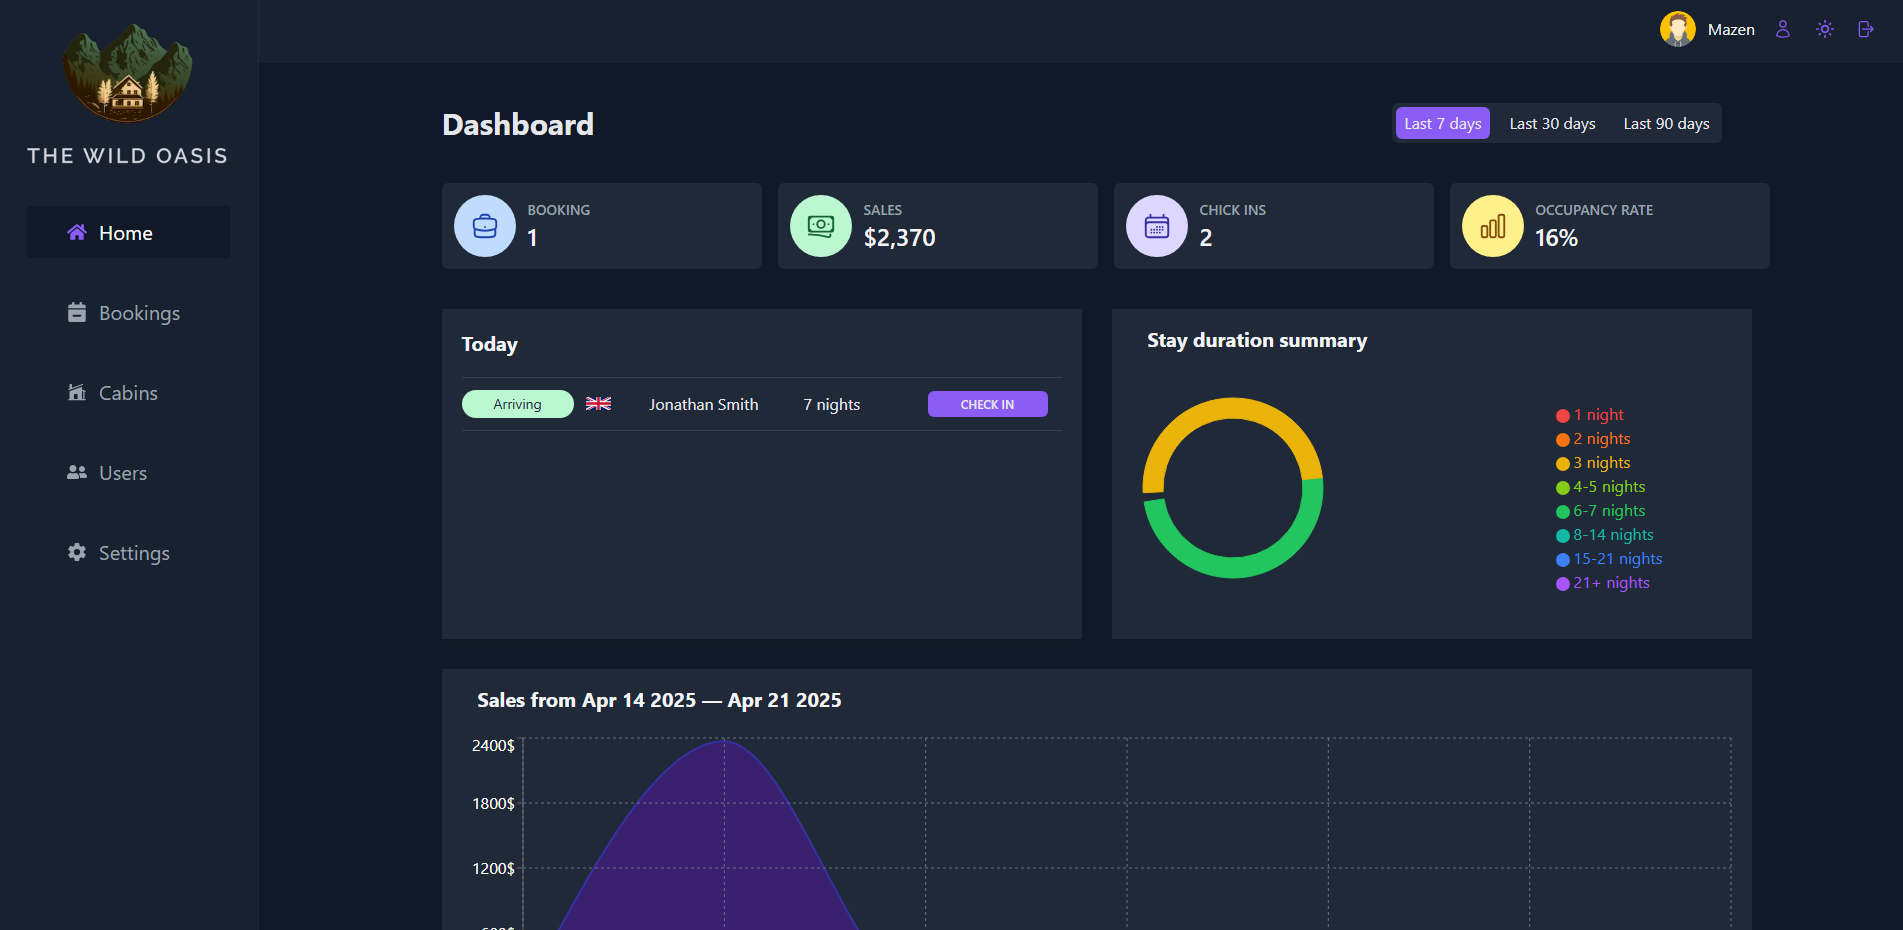 THE WILD OASIS
Home
Bookings
Cabins
Users
Settings
Mazen
Dashboard
Last 7 days Last 30 days Last 90 days
BOOKING
1
SALES
$2,370
CHICK INS
2
OCCUPANCY RATE
16%
Today
Arriving Jonathan Smith 7 nights CHECK IN
Stay duration summary
1 night
2 nights
3 nights
4-5 nights
6-7 nights
8-14 nights
15-21 nights
21+ nights
Sales from Apr 14 2025 — Apr 21 2025
2400$
1800$
1200$